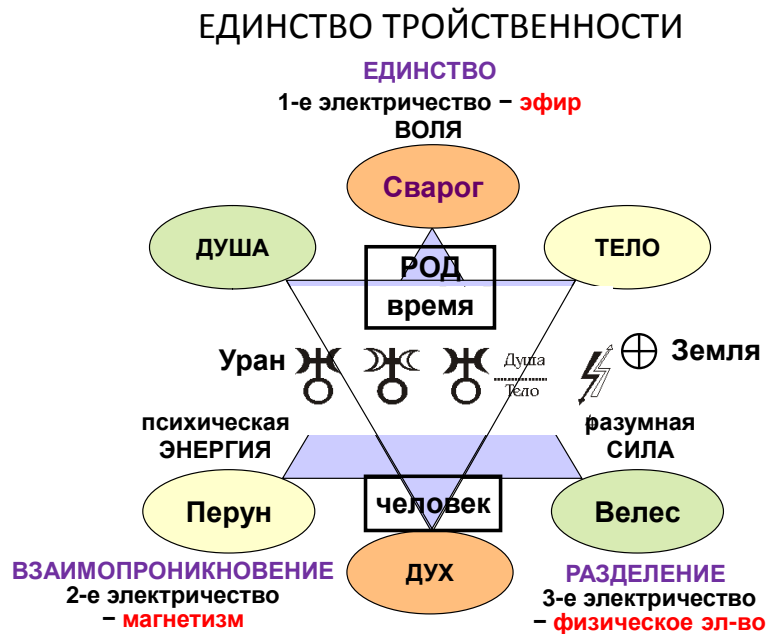 ЕДИНСТВО ТРОЙСТВЕННОСТИ
ЕДИНСТВО
1-е электричество – эфир
ВОЛЯ
Сварог
ДУША
ТЕЛО
РОД
время
Уран
Душа
Тело
Земля
психическая
ЭНЕРГИЯ
разумная
СИЛА
Перун
человек
Велес
ДУХ
ВЗАИМОПРОНИКНОВЕНИЕ
2-е электричество
– магнетизм
РАЗДЕЛЕНИЕ
3-е электричество
– физическое эл-во